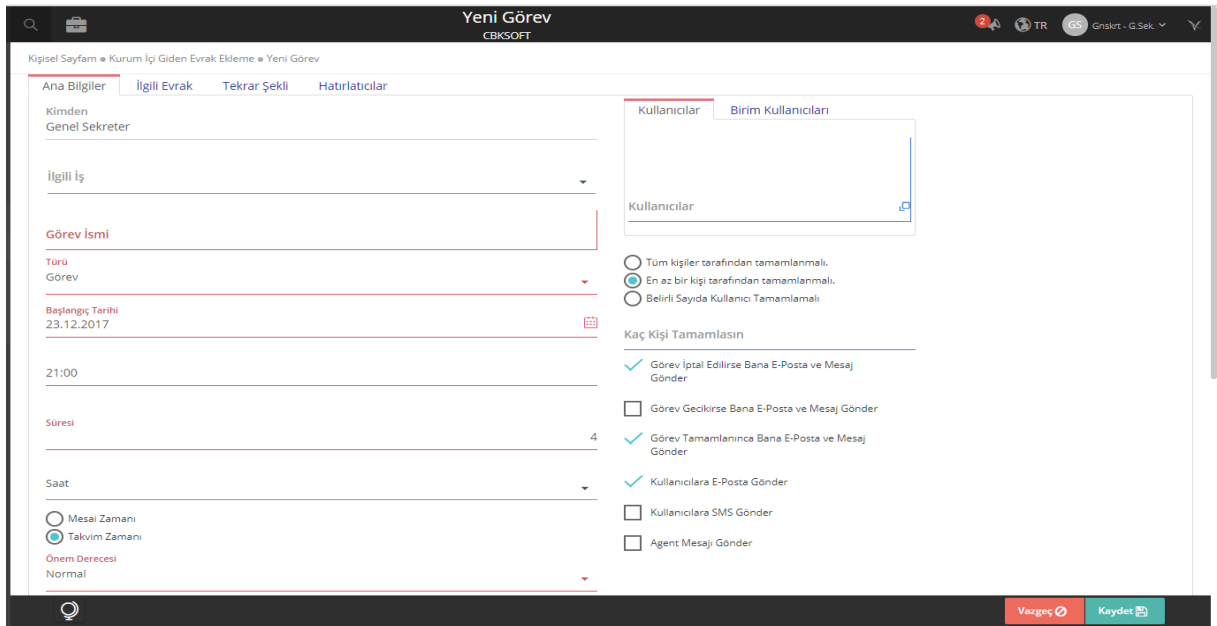 Yeni Görev
CBKSOFT
2
TR
GS
Gnskrt - G.Sek.
Kişisel Sayfam ● Kurum İçi Giden Evrak Ekleme ● Yeni Görev
Ana Bilgiler İlgili Evrak Tekrar Şekli Hatırlatıcılar
Kimden
Genel Sekreter
İlgili İş
Görev İsmi
Türü
Görev
Başlangıç Tarihi
23.12.2017
21:00
Süresi
4
Saat
Mesai Zamanı
Takvim Zamanı
Önem Derecesi
Normal
Kullanıcılar Birim Kullanıcıları
Kullanıcılar
Tüm kişiler tarafından tamamlanmalı.
En az bir kişi tarafından tamamlanmalı.
Belirli Sayıda Kullanıcı Tamamlamalı
Kaç Kişi Tamamlasın
Görev İptal Edilirse Bana E-Posta ve Mesaj
Gönder
Görev Gecikirse Bana E-Posta ve Mesaj Gönder
Görev Tamamlanınca Bana E-Posta ve Mesaj
Gönder
Kullanıcılara E-Posta Gönder
Kullanıcılara SMS Gönder
Agent Mesajı Gönder
Vazgeç Kaydet